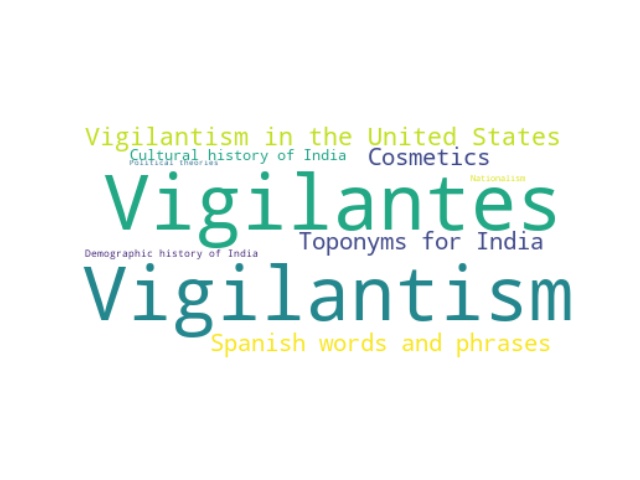 Vigilantism in the United States
Cultural history of India
Cosmetics
Political theories
Vigilantes
Nationalism
Toponyms for India
Demographic history of India
Vigilantism
Spanish words and phrases